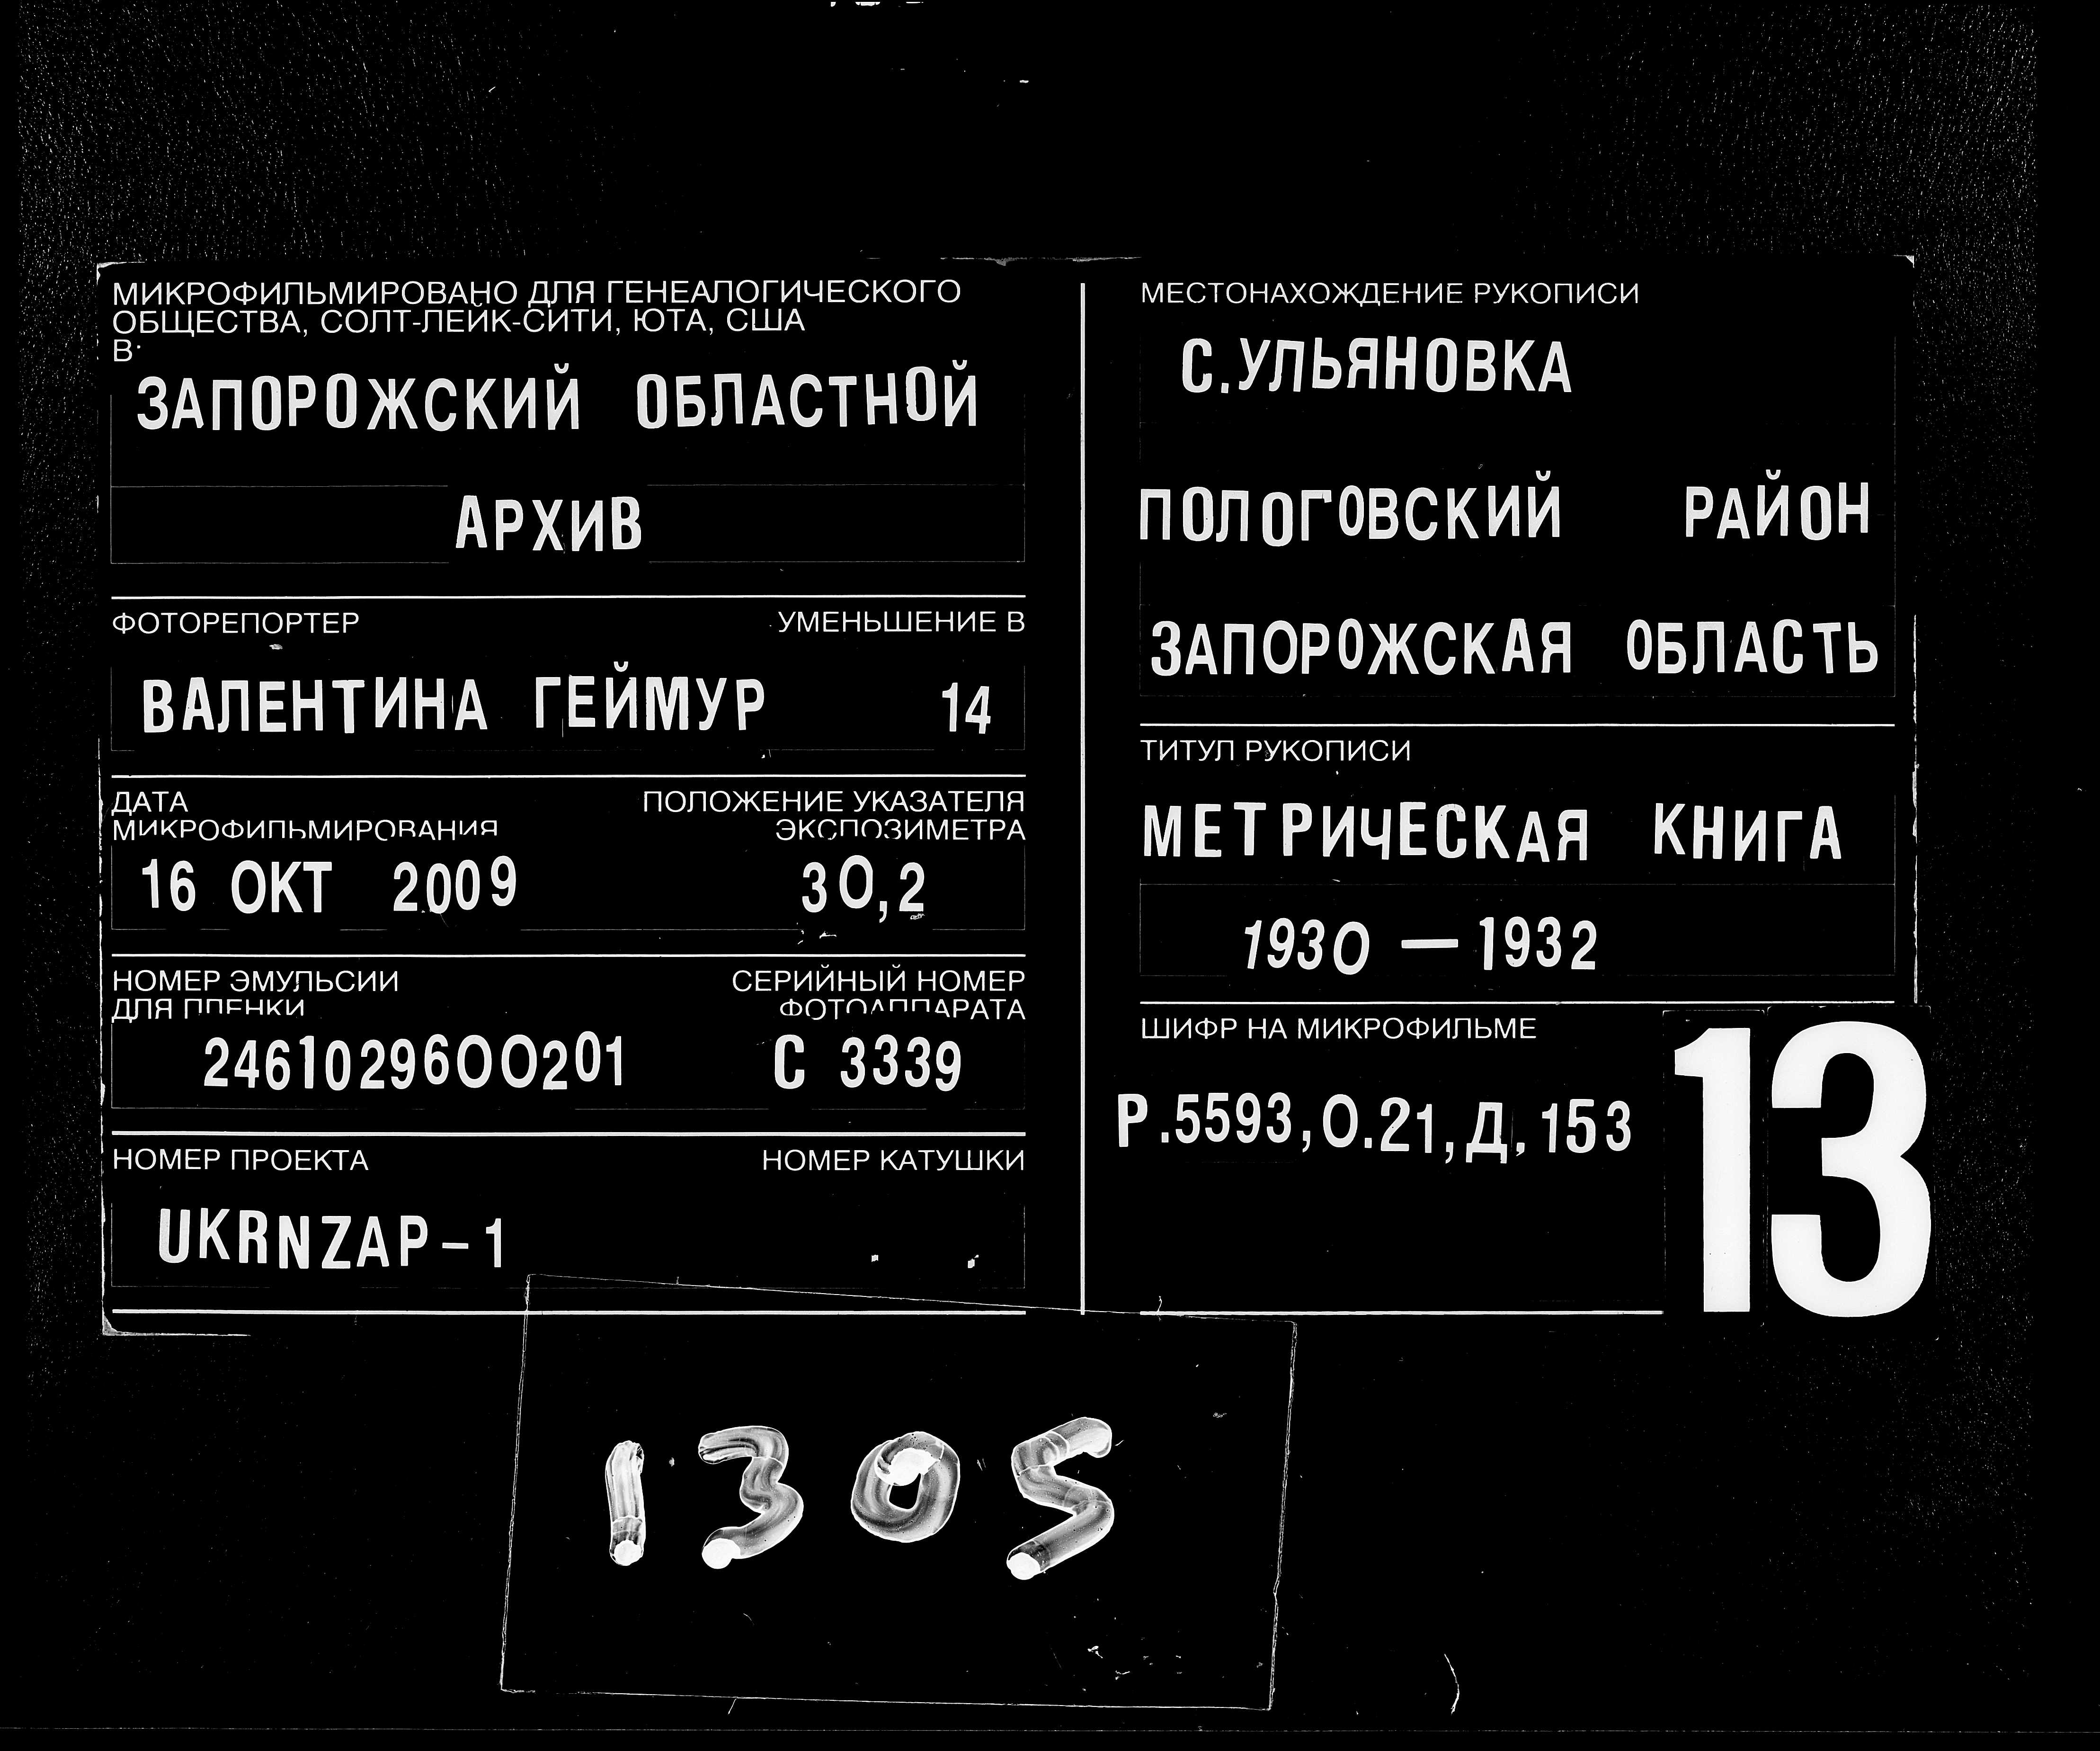 МИКРОФИЛЬМИРОВАНО ДЛЯ ГЕНЕАЛОГИЧЕСКОГО
ОБЩЕСТВА, СОЛТ-ЛЕЙК-СИТИ, ЮТА, США
В:
ЗАПОРОЖСКИЙ ОБЛАСТНОЙ
АРХИВ
ФОТОРЕПОРТЕР УМЕНЬШЕНИЕ В
ВАЛЕНТИНА ГЕЙМУР 14
ДАТА ПОЛОЖЕНИЕ УКАЗАТЕЛЯ
МИКРОФИЛЬМИРОВАНИЯ ЭКСПОЗИМЕТРА
16 ОКТ 2009 30,2
НОМЕР ЭМУЛЬСИИ СЕРИЙНЫЙ НОМЕР
ДЛЯ ПЛЕНКИ ФОТОАППАРАТА
2461029600201 С 3339
НОМЕР ПРОЕКТА НОМЕР КАТУШКИ
UKRNZAP-1
МЕСТОНАХОЖДЕНИЕ РУКОПИСИ
С.УЛЬЯНОВКА
ПОЛОГОВСКИЙ РАЙОН
ЗАПОРОЖСКАЯ ОБЛАСТЬ
ТИТУЛ РУКОПИСИ
МЕТРИЧЕСКАЯ КНИГА
1930 — 1932
ШИФР НА МИКРОФИЛЬМЕ
Р.5593,О.21,Д.153
13
1305